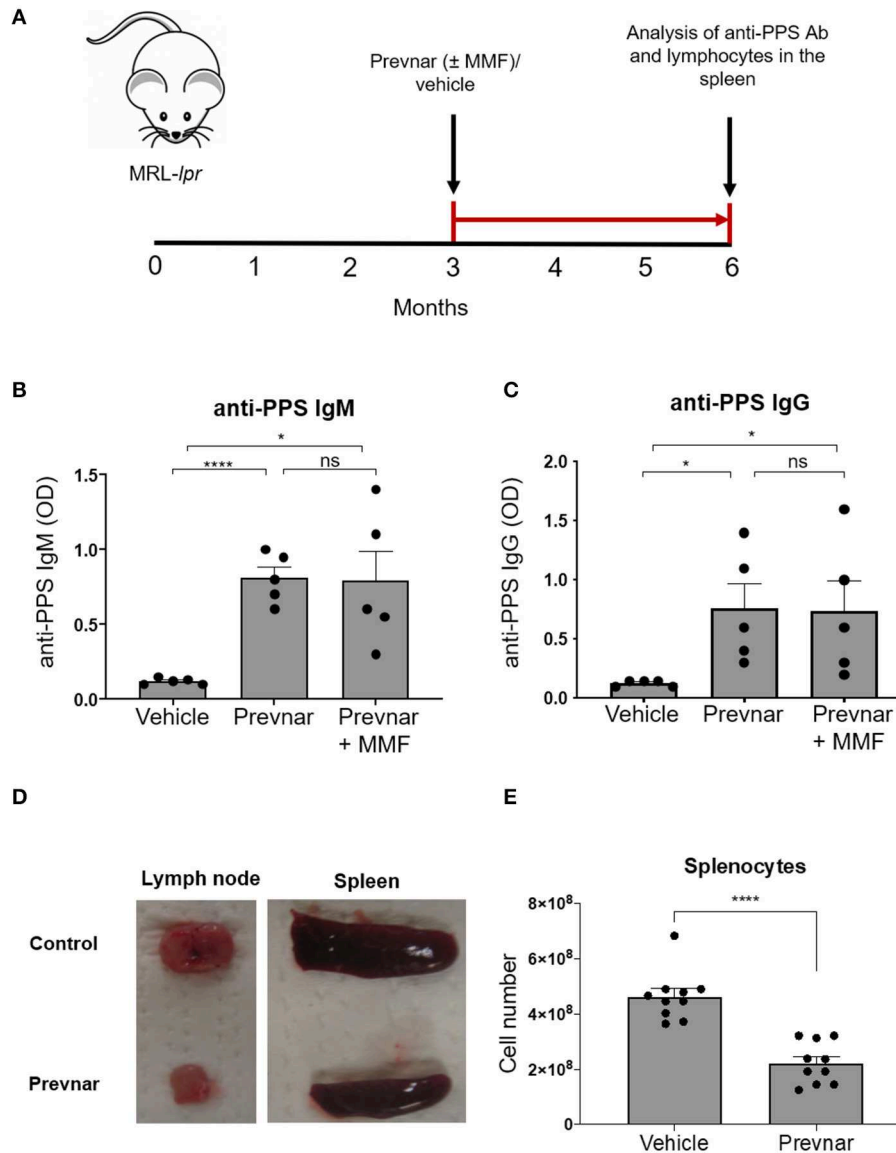 A
MRL-lpr
Prevnar (± MMF)/
vehicle
Analysis of anti-PPS Ab
and lymphocytes in the
spleen
0 1 2 3 4 5 6
Months
B
anti-PPS IgM
*
**** ns
anti-PPS IgM (OD)
1.5
1.0
0.5
0.0
Vehicle Prevnar Prevnar
+ MMF
C
anti-PPS IgG
*
* ns
anti-PPS IgG (OD)
2.0
1.5
1.0
0.5
0.0
Vehicle Prevnar Prevnar
+ MMF
D
Lymph node Spleen
Control
Prevnar
E
Splenocytes
****
Cell number
8×10⁸
6×10⁸
4×10⁸
2×10⁸
0
Vehicle Prevnar